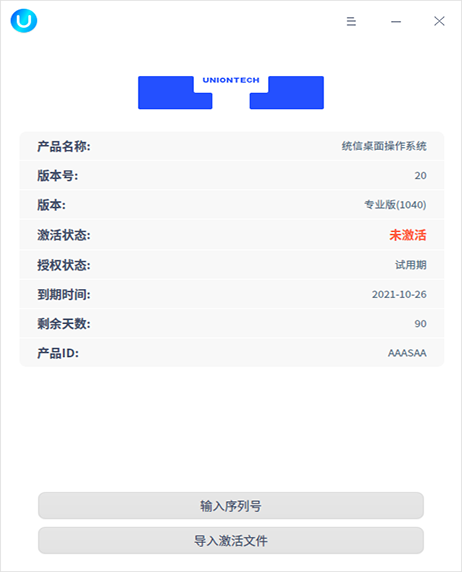 UNIONTECH
产品名称: 统信桌面操作系统
版本号: 20
版本: 专业版(1040)
激活状态: 未激活
授权状态: 试用期
到期时间: 2021-10-26
剩余天数: 90
产品ID: AAASAA
输入序列号
导入激活文件